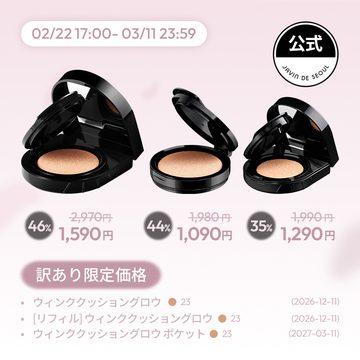 02/22 17:00- 03/11 23:59
公式
JAVIN DE SEOUL
46% 2,970円 1,590円
44% 1,980円 1,090円
35% 1,990円 1,290円
訳あり限定価格
• ウィンククッショングロウ 23 (2026-12-11)
• [リフィル] ウィンククッショングロウ 23 (2026-12-11)
• ウィンククッショングロウ ポケット 23 (2027-03-11)